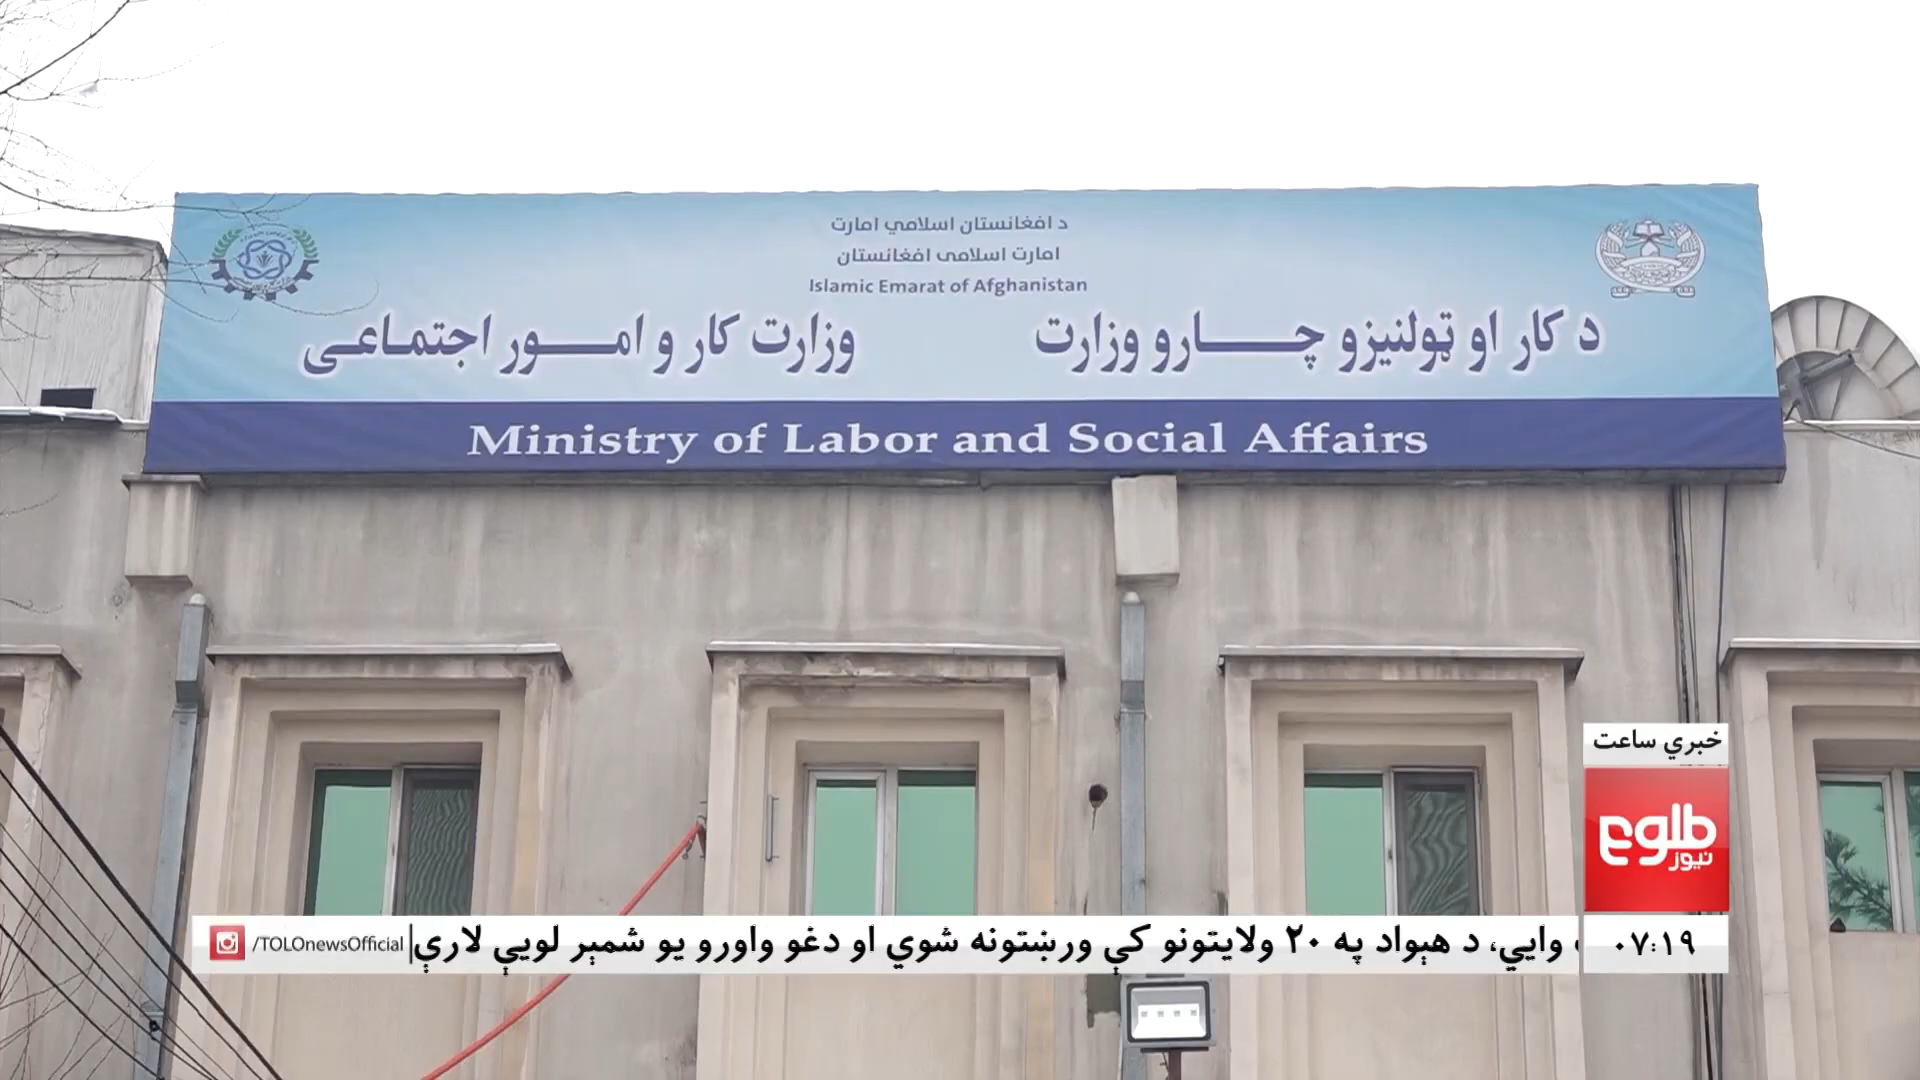 د افغانستان اسلامي امارت
امارت اسلامی افغانستان
Islamic Emarat of Afghanistan
د کار او ټولنیزو چارو وزارت
وزارت کار و امور اجتماعی
Ministry of Labor and Social Affairs
خبري ساعت
طلوع
نیوز
وايي، د هېواد په ۲۰ ولایتونو کې ورښتونه شوي او دغو واورو یو شمېر لویې لارې
/TOLOnewsOfficial
۰۷:۱۹